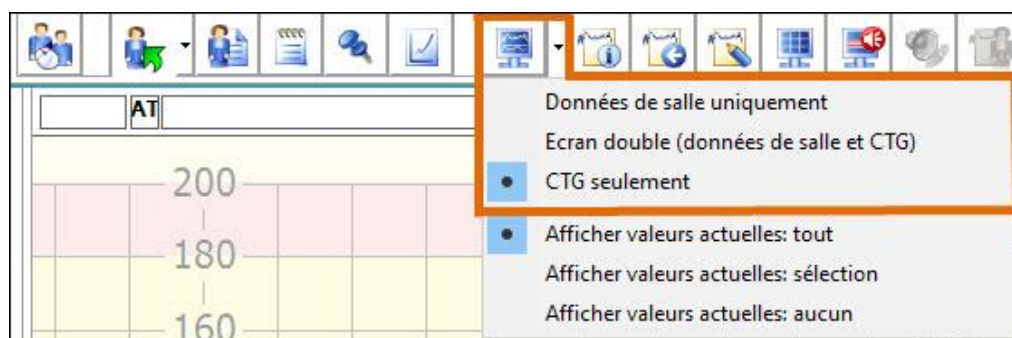 AT
Données de salle uniquement
Ecran double (données de salle et CTG)
CTG seulement
Afficher valeurs actuelles: tout
Afficher valeurs actuelles: sélection
Afficher valeurs actuelles: aucun
200
180
160